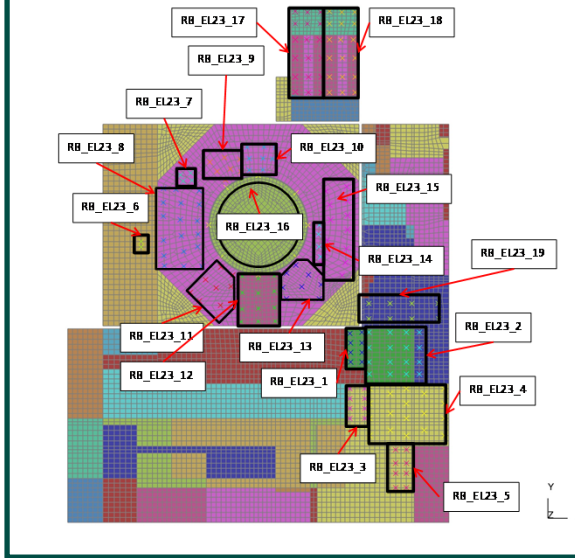 RB_EL23_17
RB_EL23_18
RB_EL23_9
RB_EL23_7
RB_EL23_8
RB_EL23_10
RB_EL23_15
RB_EL23_6
RB_EL23_16
RB_EL23_14
RB_EL23_19
RB_EL23_11
RB_EL23_13
RB_EL23_2
RB_EL23_12
RB_EL23_1
RB_EL23_4
RB_EL23_3
RB_EL23_5
Y
Z